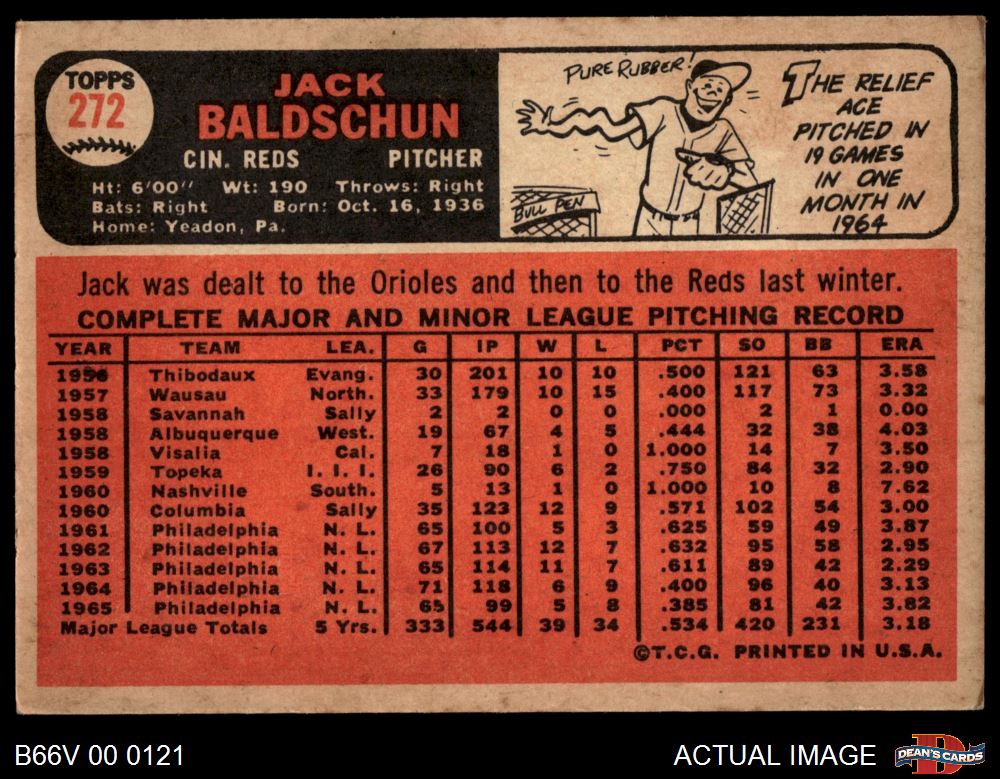 TOPPS
272
JACK
BALDSCHUN
CIN. REDS PITCHER
Ht: 6'00" Wt: 190 Throws: Right
Bats: Right Born: Oct. 16, 1936
Home: Yeadon, Pa.
PURE RUBBER!
BULL PEN
THE RELIEF
ACE
PITCHED IN
19 GAMES
IN ONE
MONTH IN
1964
Jack was dealt to the Orioles and then to the Reds last winter.
COMPLETE MAJOR AND MINOR LEAGUE PITCHING RECORD
YEAR TEAM LEA. G IP W L PCT SO BB ERA
1956 Thibodaux Evang. 30 201 10 10 .500 121 63 3.58
1957 Wausau North. 33 179 10 15 .400 117 73 3.32
1958 Savannah Sally 2 2 0 0 .000 2 1 0.00
1958 Albuquerque West. 19 67 4 5 .444 32 38 4.03
1958 Visalia Cal. 7 18 1 0 1.000 14 7 3.50
1959 Topeka I. I. I. 26 90 6 2 .750 84 32 2.90
1960 Nashville South. 5 13 1 0 1.000 10 8 7.62
1960 Columbia Sally 35 123 12 9 .571 102 54 3.00
1961 Philadelphia N. L. 65 100 5 3 .625 59 49 3.87
1962 Philadelphia N. L. 67 113 12 7 .632 95 58 2.95
1963 Philadelphia N. L. 65 114 11 7 .611 89 42 2.29
1964 Philadelphia N. L. 71 118 6 9 .400 96 40 3.13
1965 Philadelphia N. L. 65 99 5 8 .385 81 42 3.82
Major League Totals 5 Yrs. 333 544 39 34 .534 420 231 3.18
©T.C.G. PRINTED IN U.S.A.
B66V 00 0121
ACTUAL IMAGE
D
DEAN'S CARDS